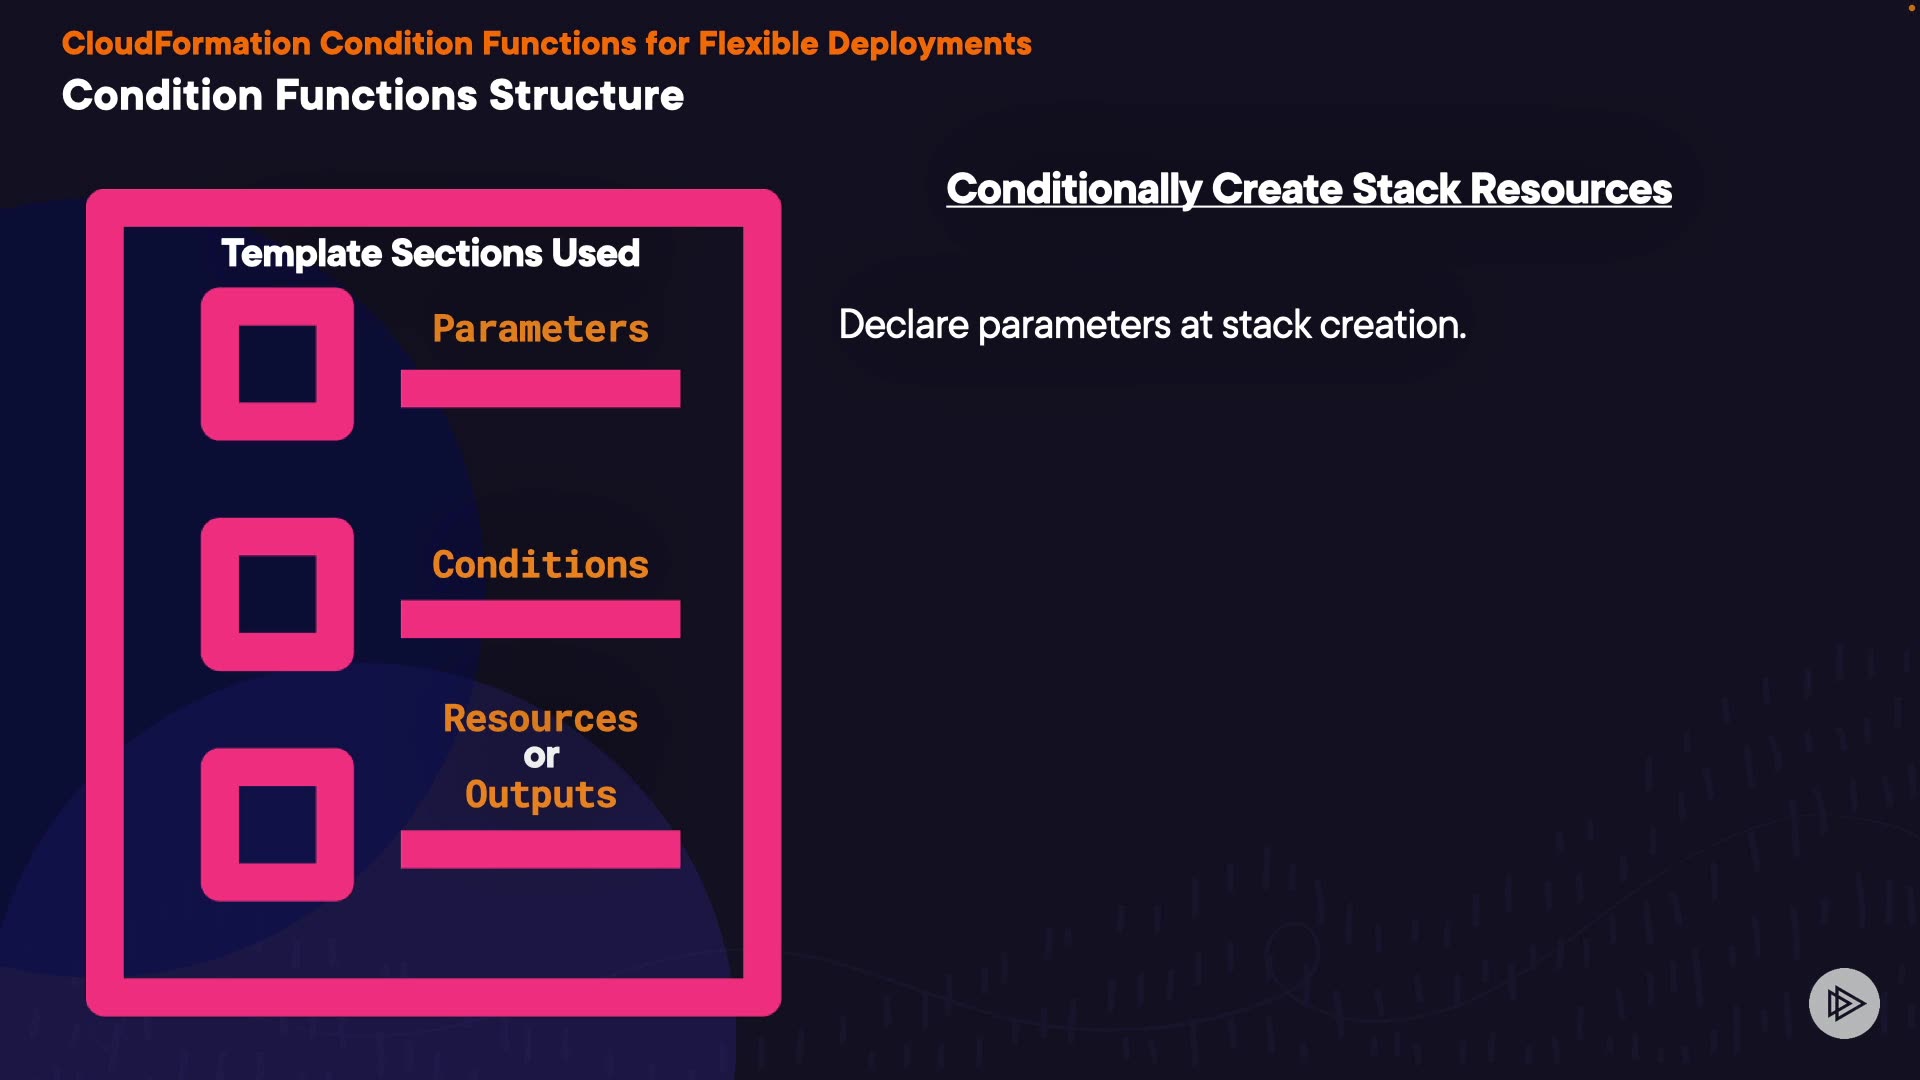 CloudFormation Condition Functions for Flexible Deployments
Condition Functions Structure
Template Sections Used
Parameters
Conditions
Resources
or
Outputs
Conditionally Create Stack Resources
Declare parameters at stack creation.